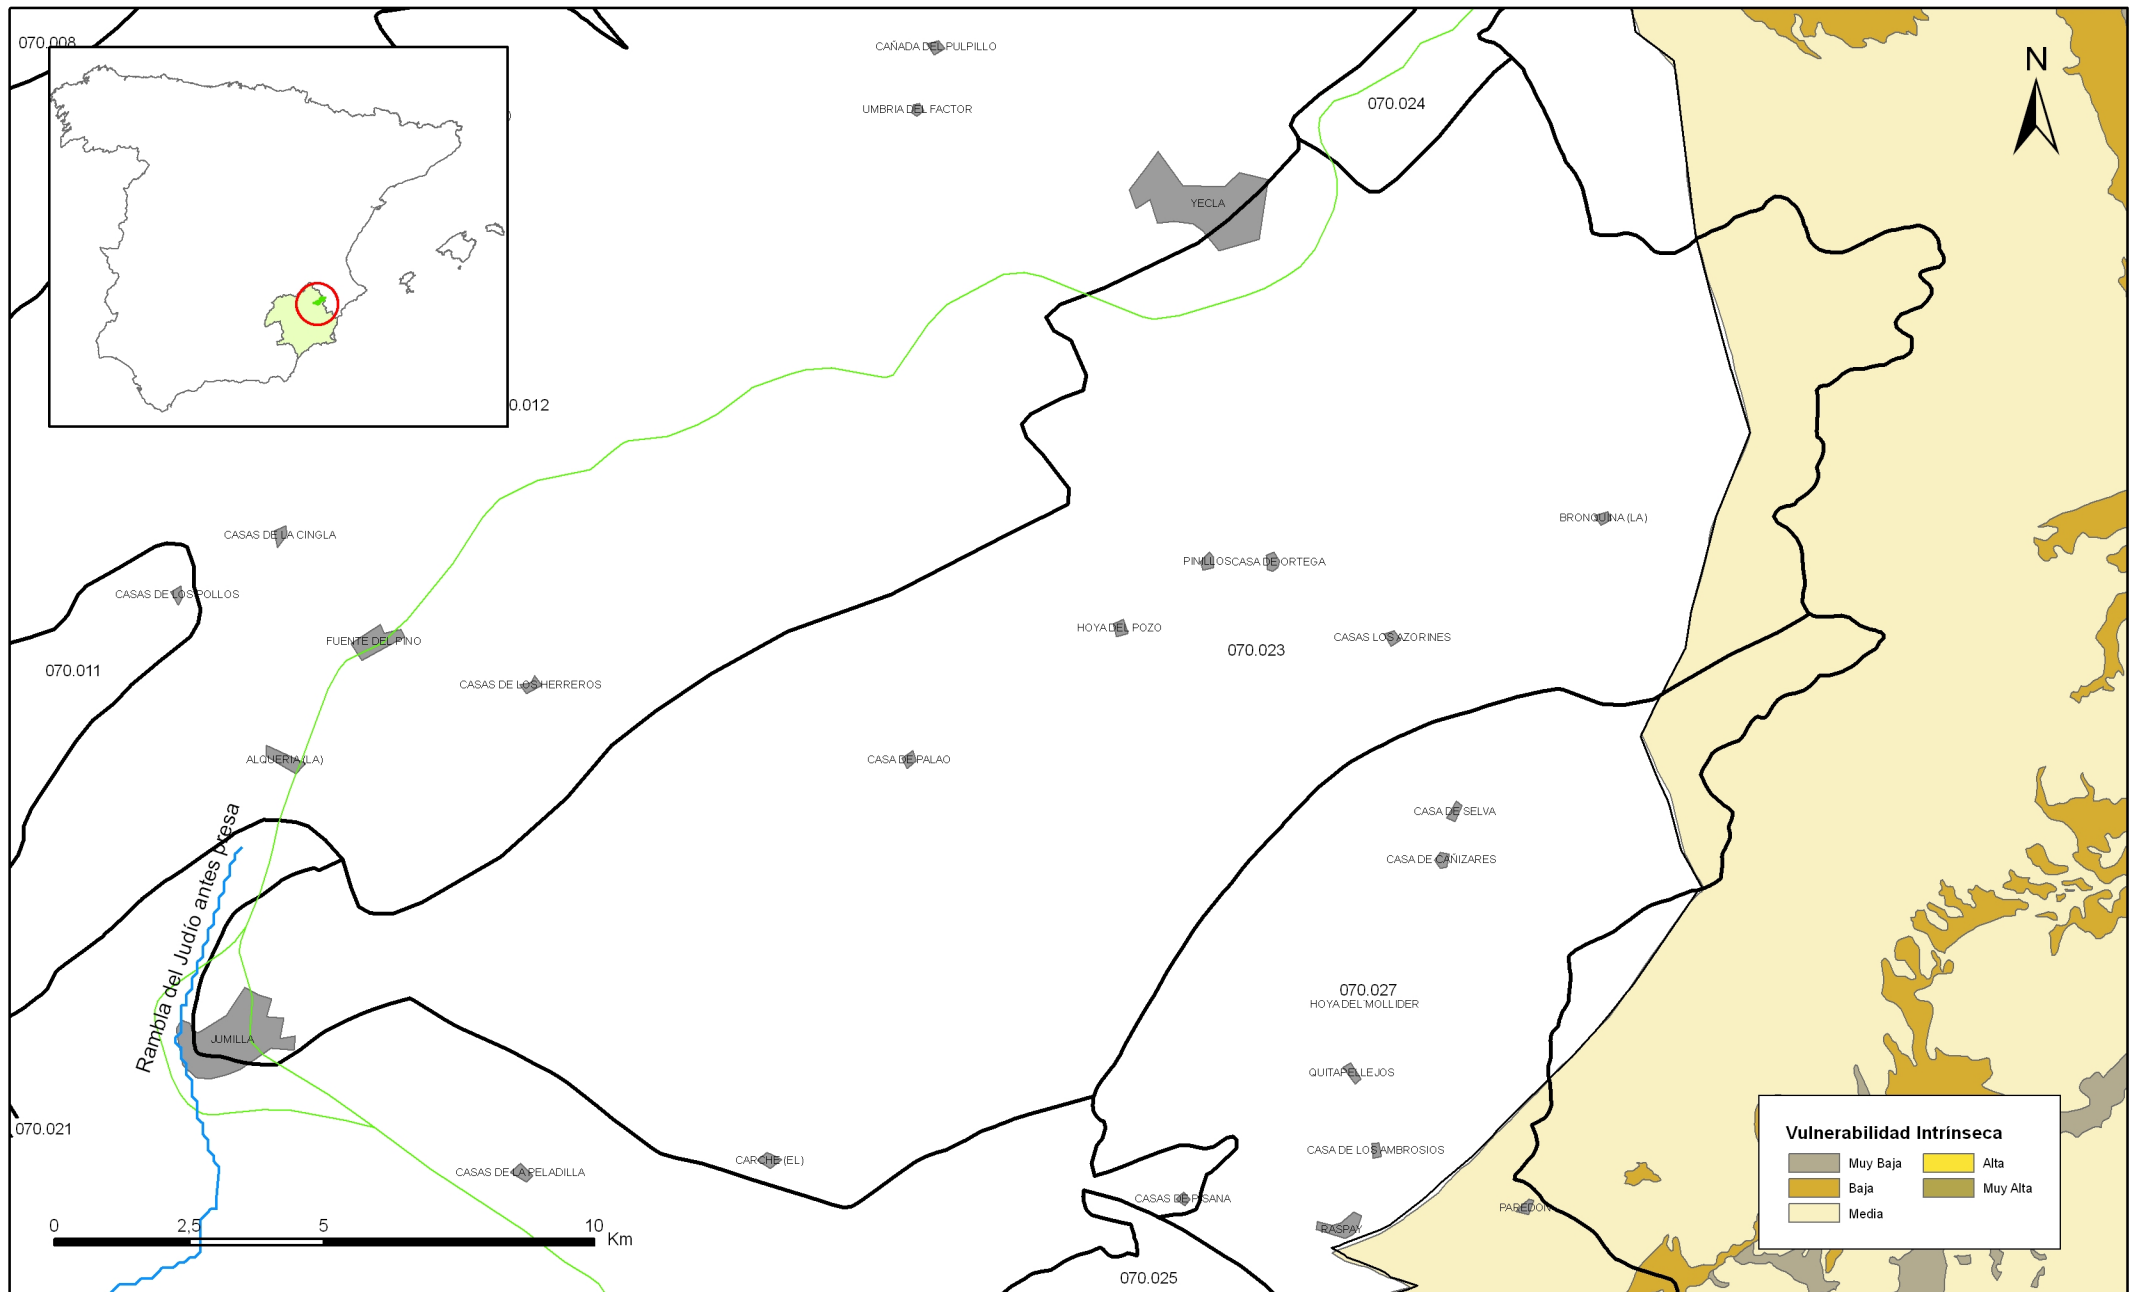 070.008
CAÑADA DEL PULPILLO
N
070.024
UMBRIA DEL FACTOR
YECLA
0.012
BRONQUINA (LA)
CASAS DE LA CINGLA
PINILLOS
CASA DE ORTEGA
CASAS DE LOS POLLOS
HOYA DEL POZO
CASAS LOS AZORINES
FUENTE DEL PINO
070.023
070.011
CASAS DE LOS HERREROS
ALQUERIA (LA)
CASA DE PALAO
CASA DE SELVA
CASA DE CAÑIZARES
Rambla del Judío antes presa
070.027
HOYA DEL MOLLIDER
JUMILLA
QUITAPELLEJOS
070.021
CASA DE LOS AMBROSIOS
CARCHE (EL)
CASAS DE LA PELADILLA
CASAS DE PISANA
PAREDON
RASPAY
070.025
0 2,5 5 10
Km
Vulnerabilidad Intrínseca
Muy Baja
Baja
Media
Alta
Muy Alta